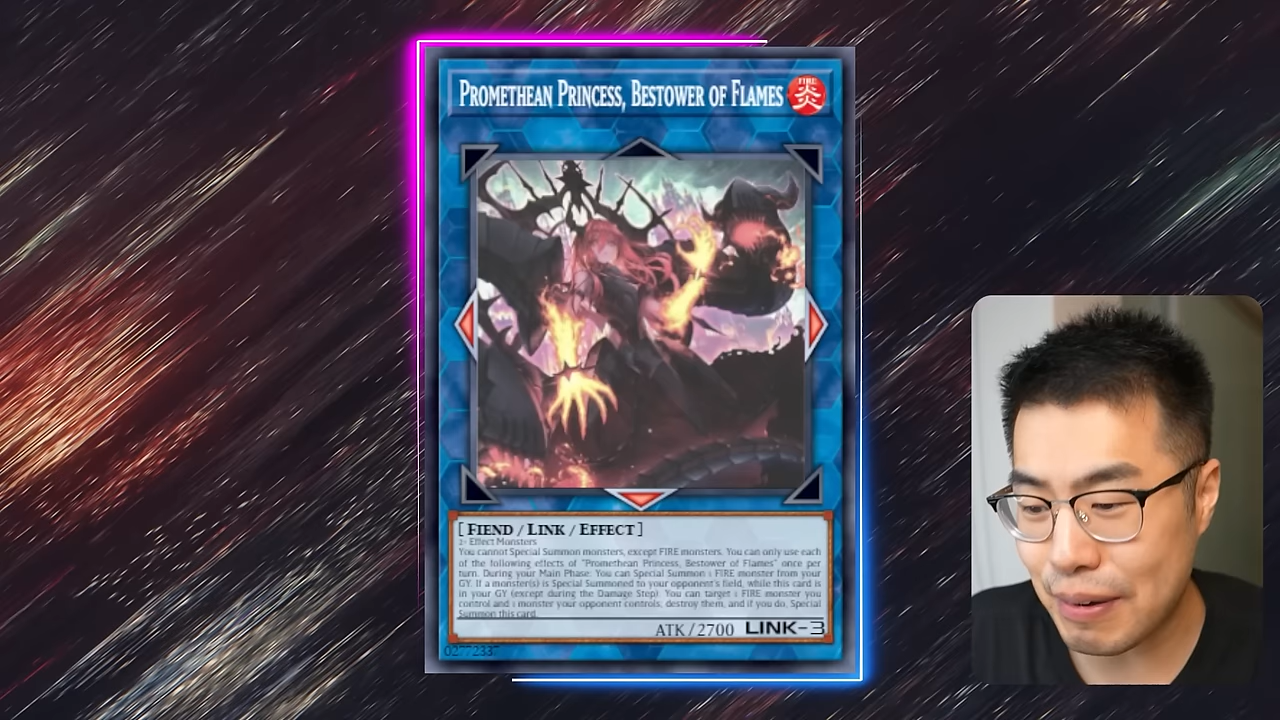 PROMETHEAN PRINCESS, BESTOWER OF FLAMES
FIRE
炎
[ FIEND / LINK / EFFECT ]
2+ Effect Monsters
You cannot Special Summon monsters, except FIRE monsters. You can only use each
of the following effects of "Promethean Princess, Bestower of Flames" once per
turn. During your Main Phase: You can Special Summon 1 FIRE monster from your
GY. If a monster(s) is Special Summoned to your opponent's field, while this card is
in your GY (except during the Damage Step): You can target 1 FIRE monster you
control and 1 monster your opponent controls; destroy them, and if you do, Special
Summon this card.
ATK/2700 LINK-3
02772337